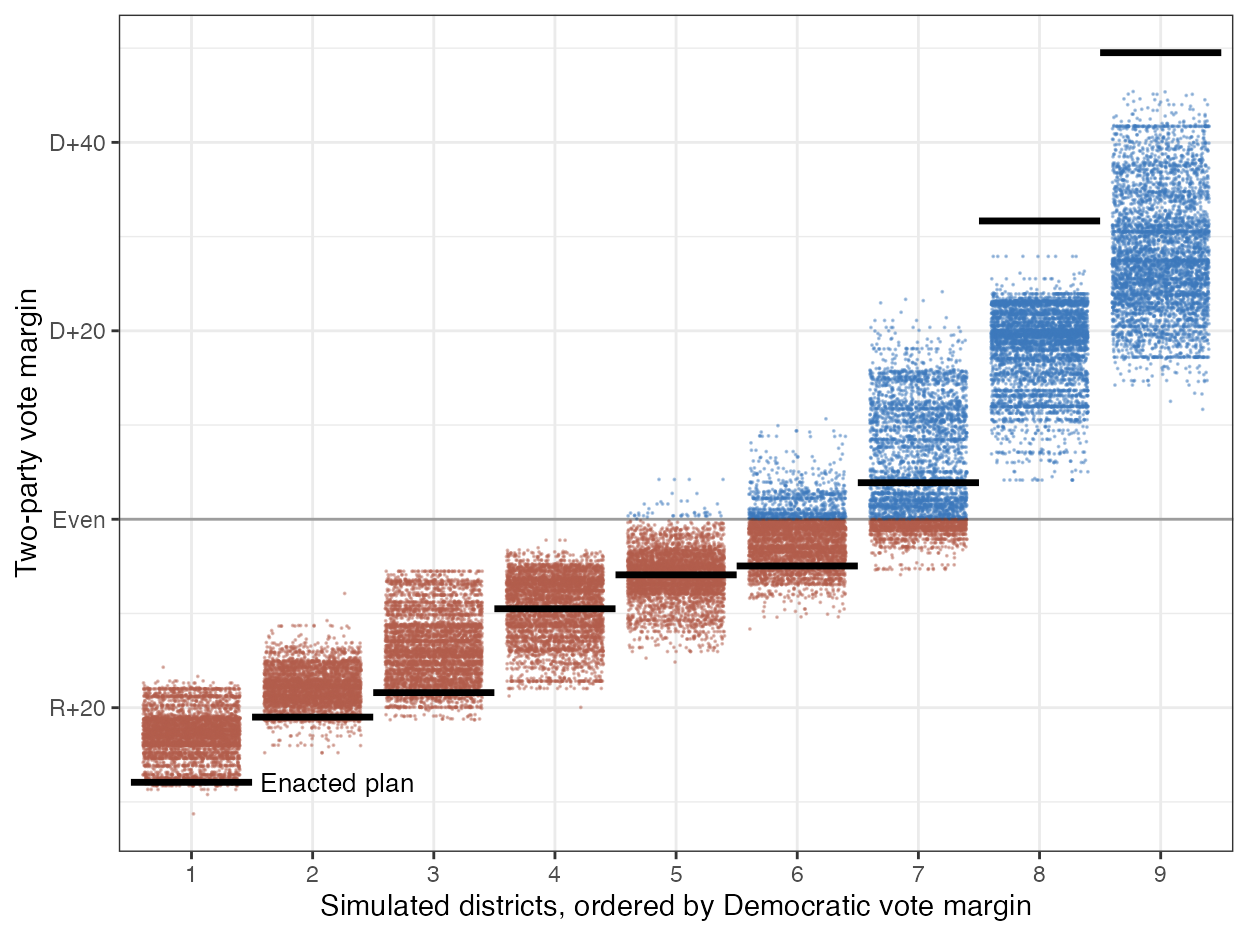 Two-party vote margin
D+40
D+20
Even
R+20
Enacted plan
1 2 3 4 5 6 7 8 9
Simulated districts, ordered by Democratic vote margin